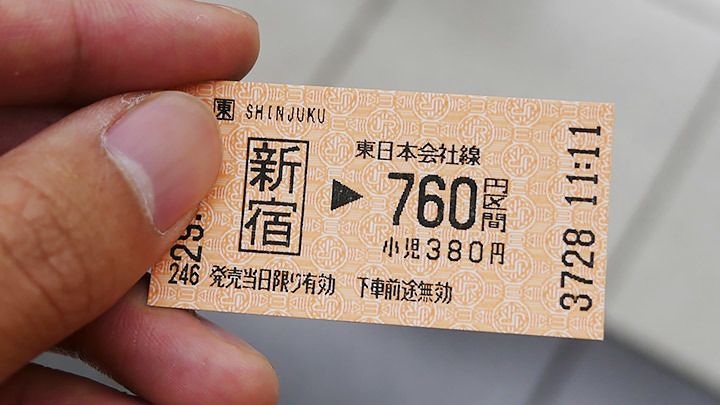 東 SHINJUKU
新宿
東日本会社線
▶ 760円区間
小児380円
発売当日限り有効 下車前途無効
29.
246
3728 11:11